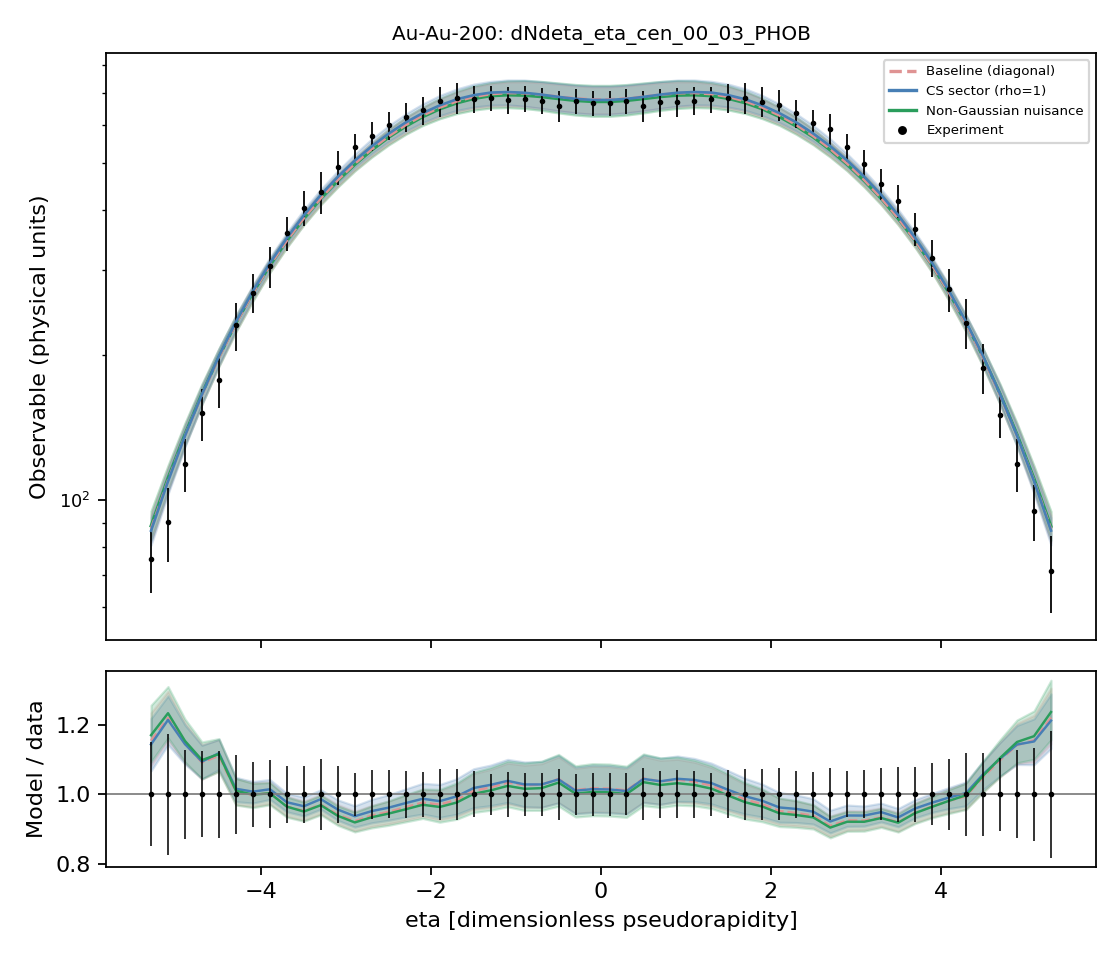 Au-Au-200: dNdeta_eta_cen_00_03_PHOB
Baseline (diagonal)
CS sector (rho=1)
Non-Gaussian nuisance
Experiment
Observable (physical units)
10²
Model / data
1.2
1.0
0.8
−4
−2
0
2
4
eta [dimensionless pseudorapidity]